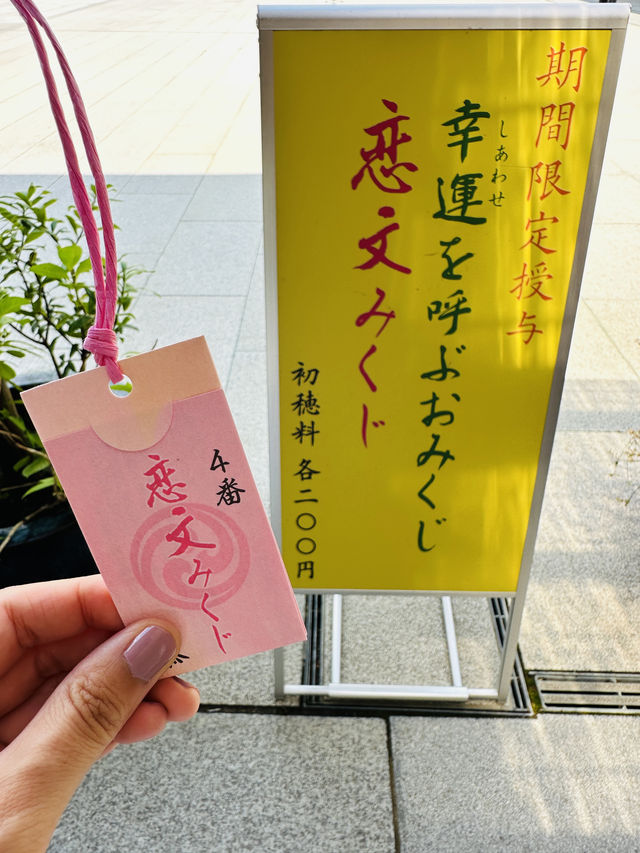 期間限定授与
しあわせ
幸運を呼ぶおみくじ
恋文みくじ
初穂料 各二〇〇円
4番
恋文みくじ